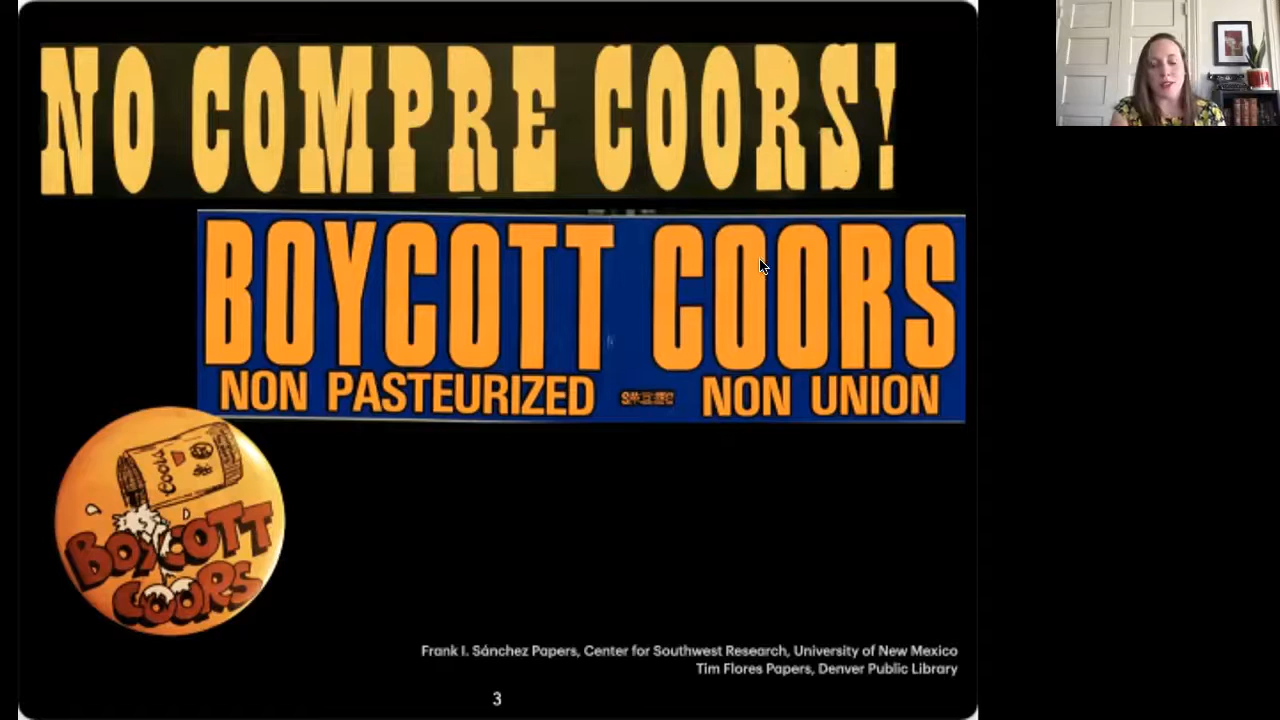 NO COMPRE COORS!
BOYCOTT COORS
NON PASTEURIZED NON UNION
Coors
BOYCOTT
COORS
Frank I. Sánchez Papers, Center for Southwest Research, University of New Mexico
Tim Flores Papers, Denver Public Library
3